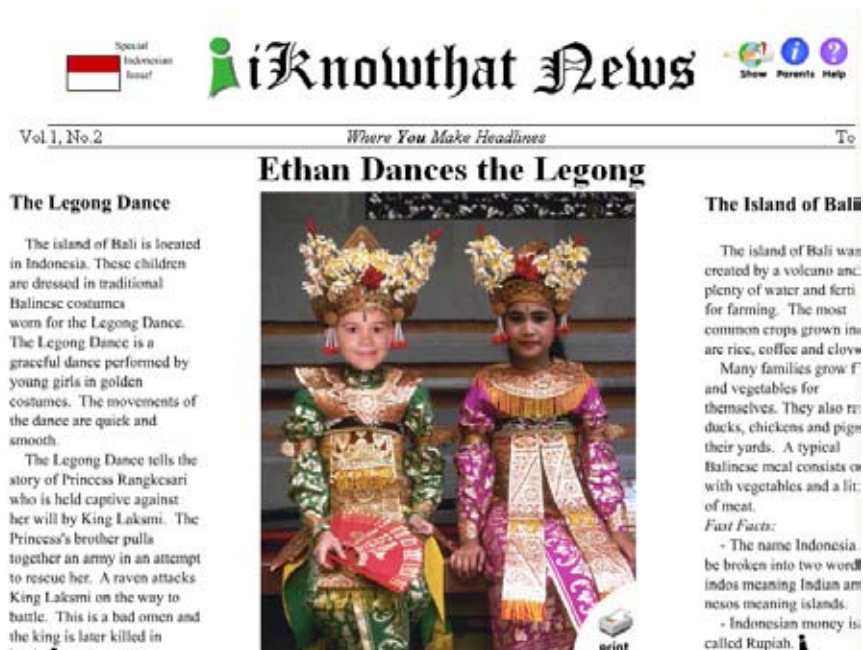 Special
Indonesian
Issue!
iKnowthat News
Show Parents Help
Vol.1, No.2
Where You Make Headlines
To
Ethan Dances the Legong
The Legong Dance
The island of Bali is located
in Indonesia. These children
are dressed in traditional
Balinese costumes
worn for the Legong Dance.
The Legong Dance is a
graceful dance performed by
young girls in golden
costumes. The movements of
the dance are quick and
smooth.
The Legong Dance tells the
story of Princess Rangkesari
who is held captive against
her will by King Laksmi. The
Princess's brother pulls
together an army in an attempt
to rescue her. A raven attacks
King Laksmi on the way to
battle. This is a bad omen and
the king is later killed in
print
The Island of Bali
The island of Bali was
created by a volcano
plenty of water and
for farming. The most
common crops grown
are rice, coffee and
Many families grow
and vegetables for
themselves. They also
ducks, chickens and
their yards. A typical
Balinese meal consists
with vegetables and a
of meat.
Fast Facts:
- The name Indonesia
be broken into two
indos meaning Indian
nesos meaning islands.
- Indonesian money is
called Rupiah.